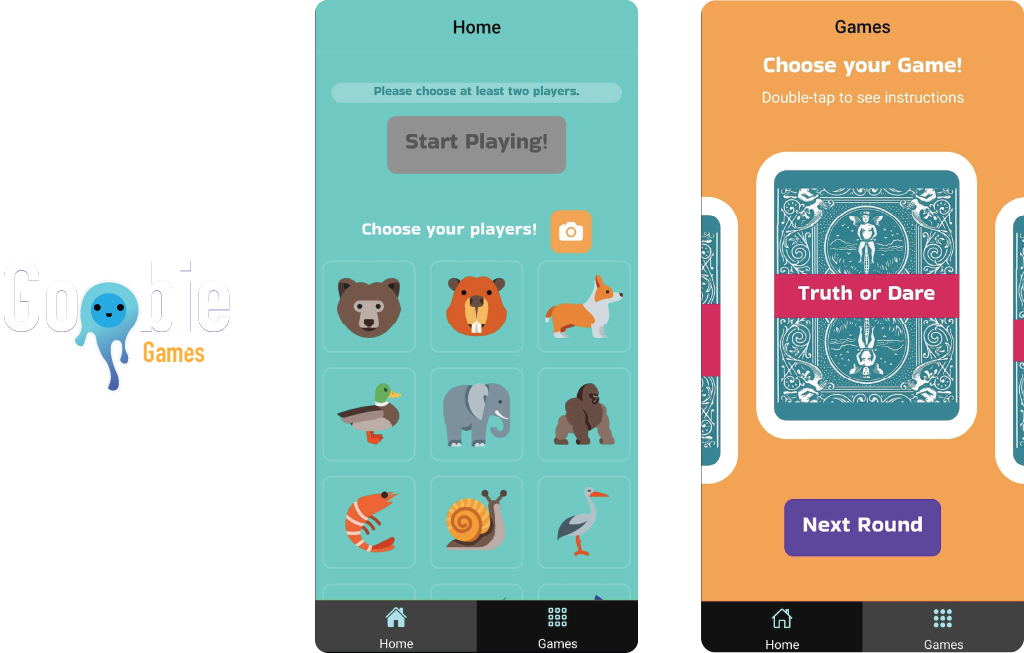 Goobie
Games
Home
Please choose at least two players.
Start Playing!
Choose your players!
Home
Games
Games
Choose your Game!
Double-tap to see instructions
Truth or Dare
Next Round
Home
Games